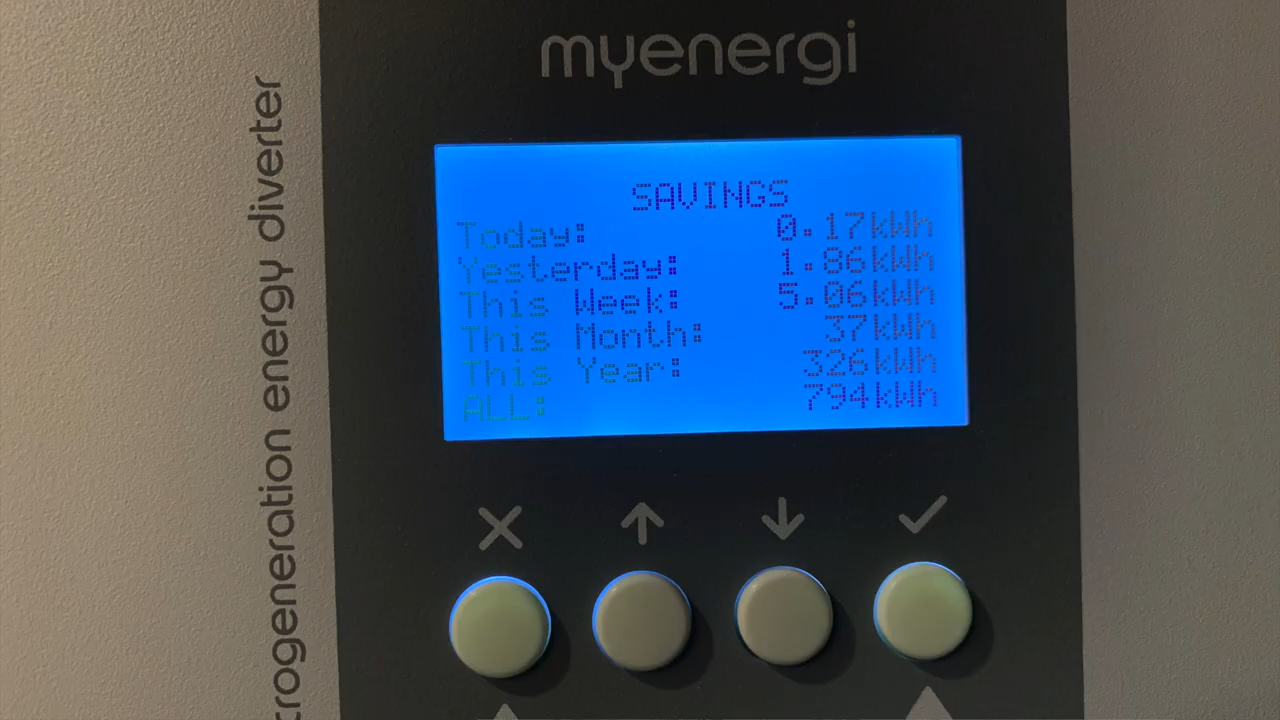 myenergi
SAVINGS
Today: 0.17kWh
Yesterday: 1.86kWh
This Week: 5.06kWh
This Month: 37kWh
This Year: 326kWh
ALL: 794kWh
crogeneration energy diverter